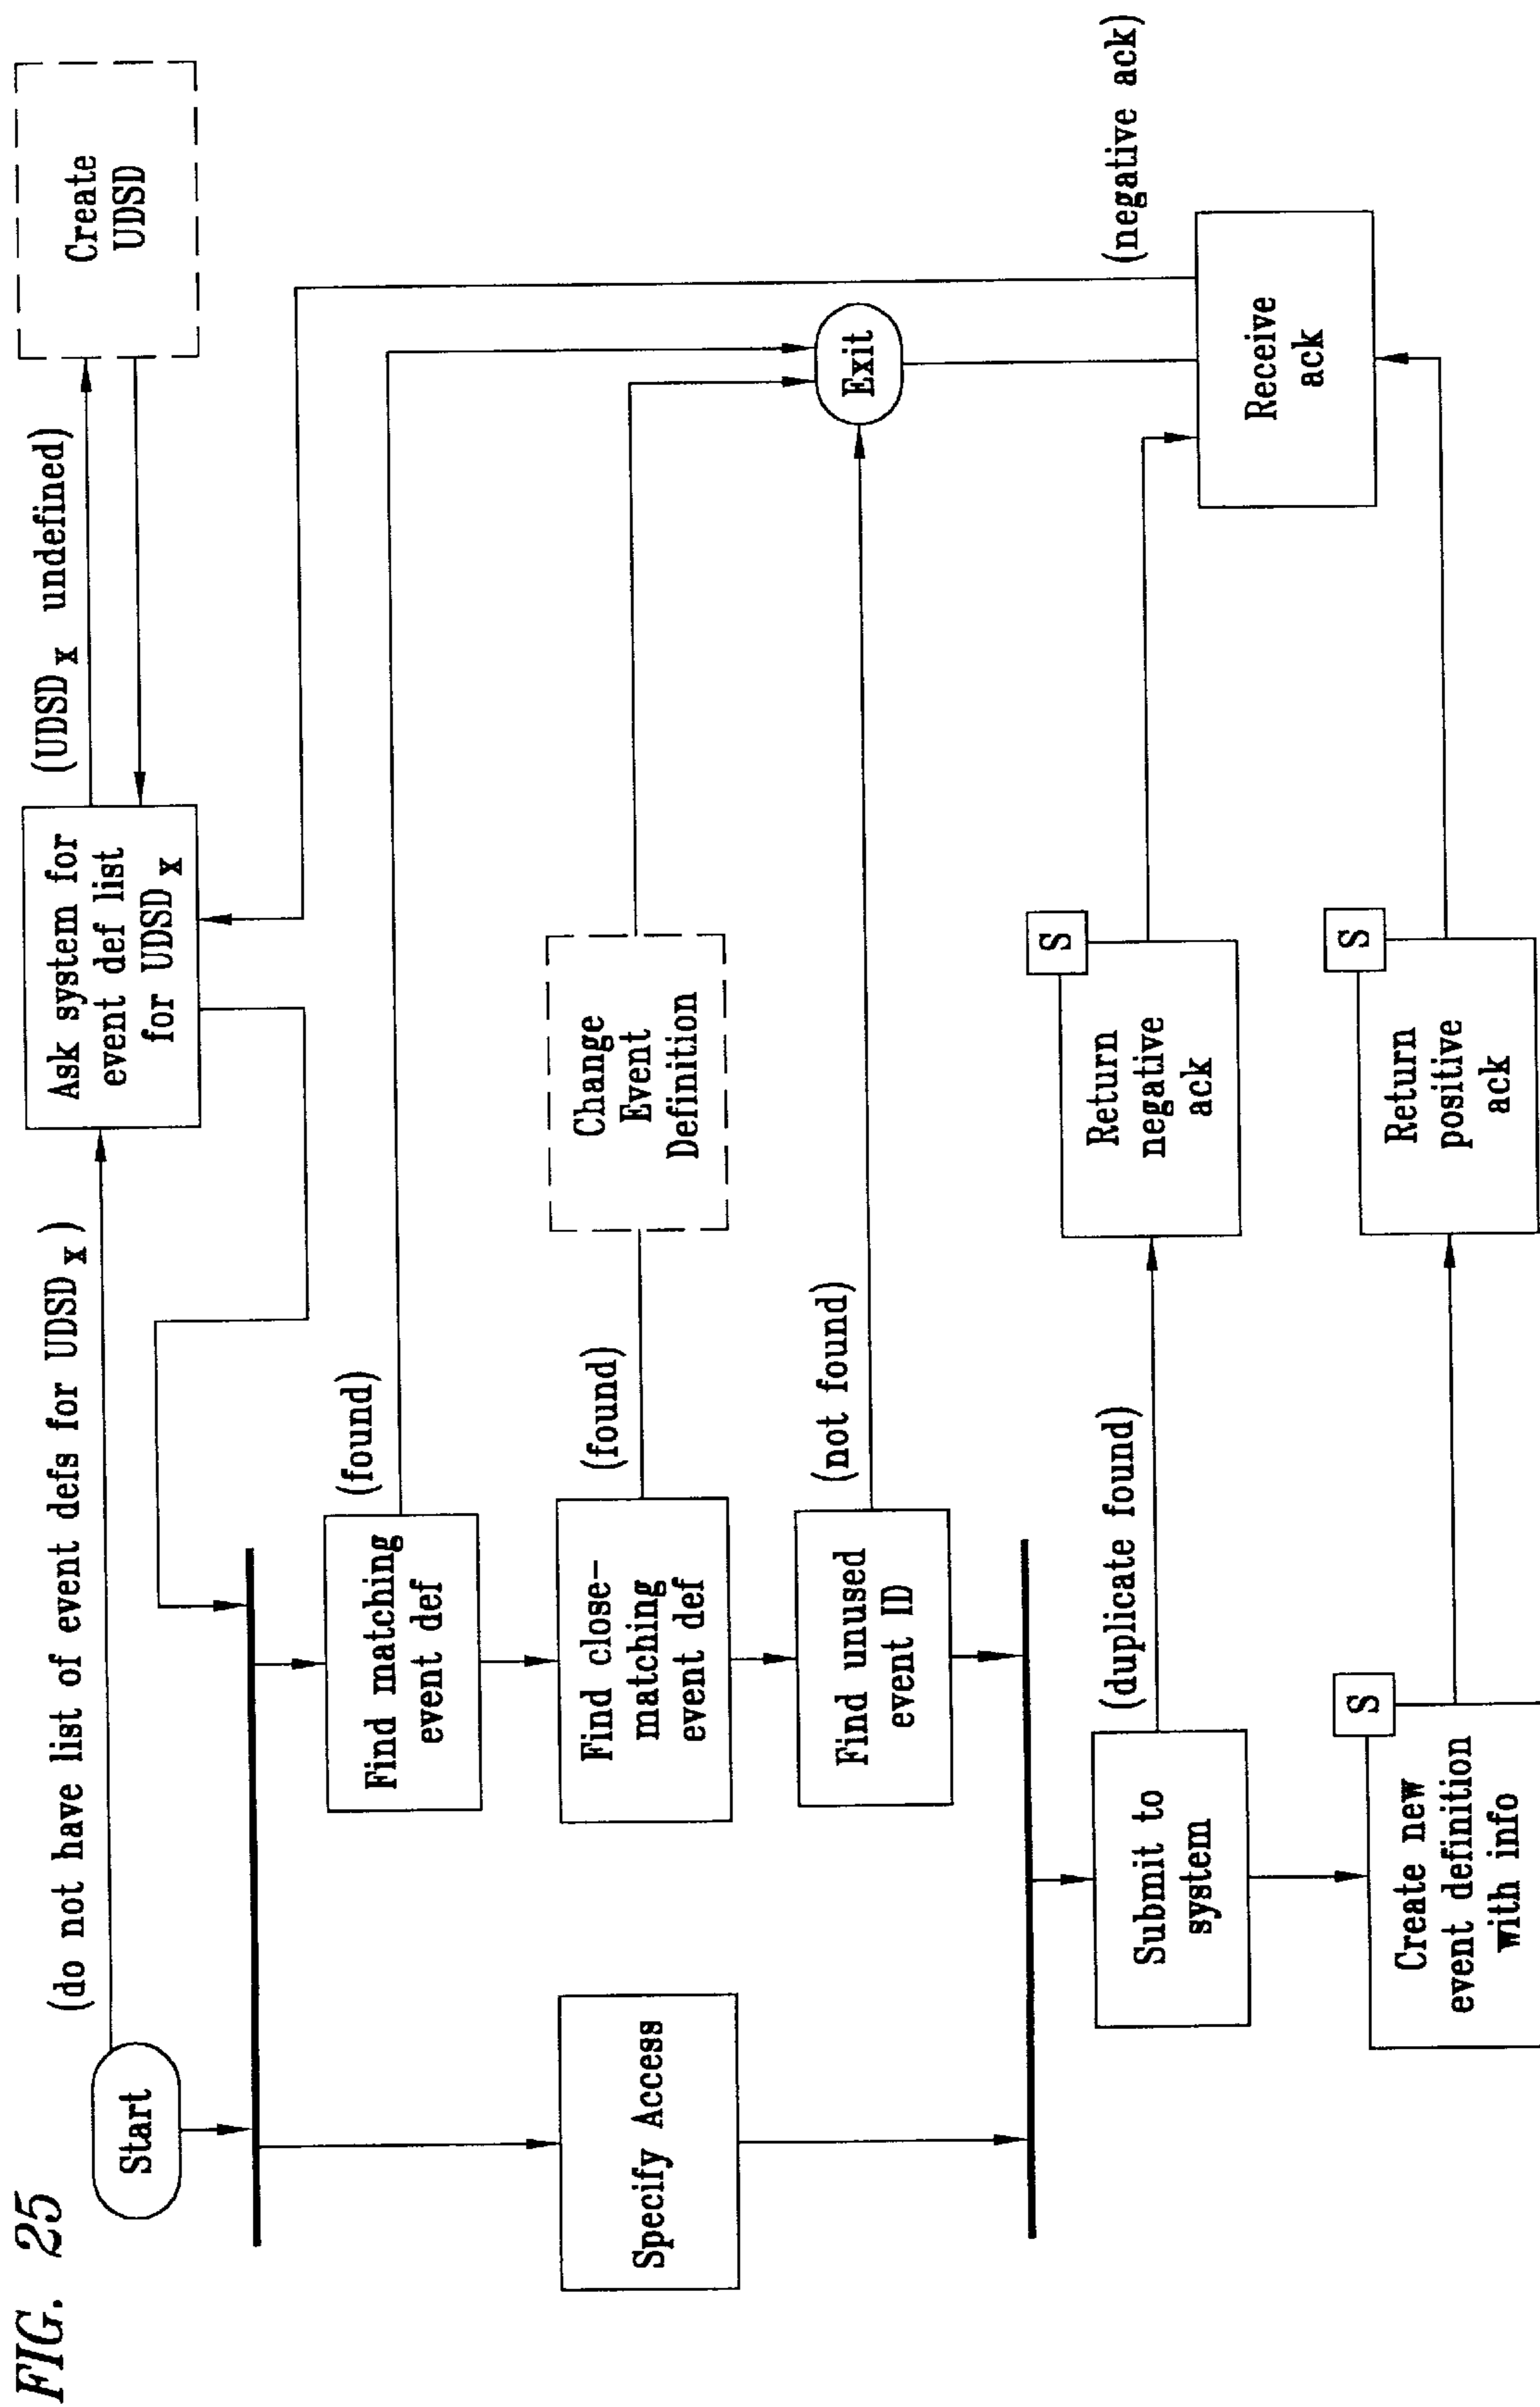 FIG. 25
Start
(do not have list of event defs for UDSD x)
Ask system for
event def list
for UDSD x
(UDSD x undefined)
Create
UDSD
Find matching
event def
(found)
Specify Access
Find close-
matching
event def
(found)
Change
Event
Definition
Find unused
event ID
(not found)
Exit
(negative ack)
Submit to
system
(duplicate found)
S
Return
negative
ack
Receive
ack
S
Create new
event definition
with info
S
Return
positive
ack